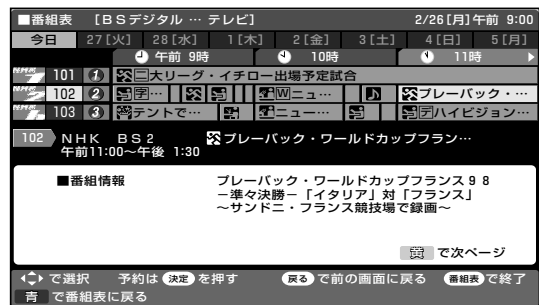 ■番組表 [BSデジタル … テレビ] 2/26[月]午前 9:00
今日 27[火] 28[水] 1[木] 2[金] 3[土] 4[日] 5[月]
午前 9時 10時 11時
101 1 二大リーグ・イチロー出場予定試合
102 2 字… W ニュ… プレーバック・…
103 3 テントで… 二 ニュー… デ ハイビジョン…
102 NHK BS2 プレーバック・ワールドカップフラン…
午前11:00~午後 1:30
■番組情報 プレーバック・ワールドカップフランス98
-準々決勝-「イタリア」対「フランス」
~サンドニ・フランス競技場で録画~
黄 で次ページ
で選択 予約は 決定 を押す 戻る で前の画面に戻る 番組表 で終了
青 で番組表に戻る